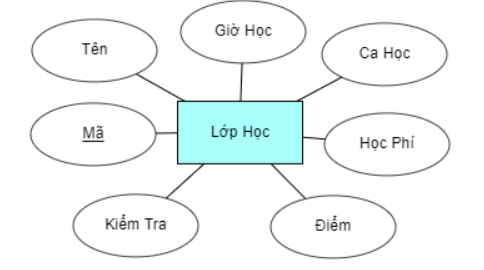 Giờ Học
Tên
Ca Học
Mã
Lớp Học
Học Phí
Kiểm Tra
Điểm